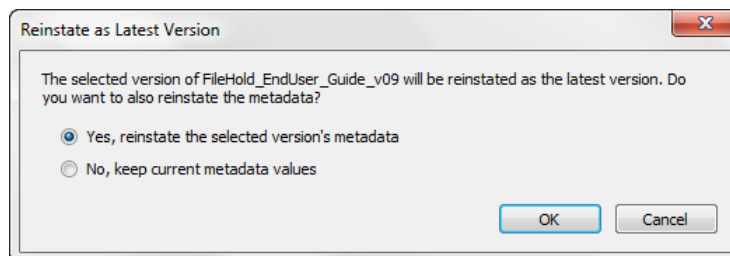 Reinstate as Latest Version
The selected version of FileHold_EndUser_Guide_v09 will be reinstated as the latest version. Do
you want to also reinstate the metadata?
Yes, reinstate the selected version's metadata
No, keep current metadata values
OK Cancel